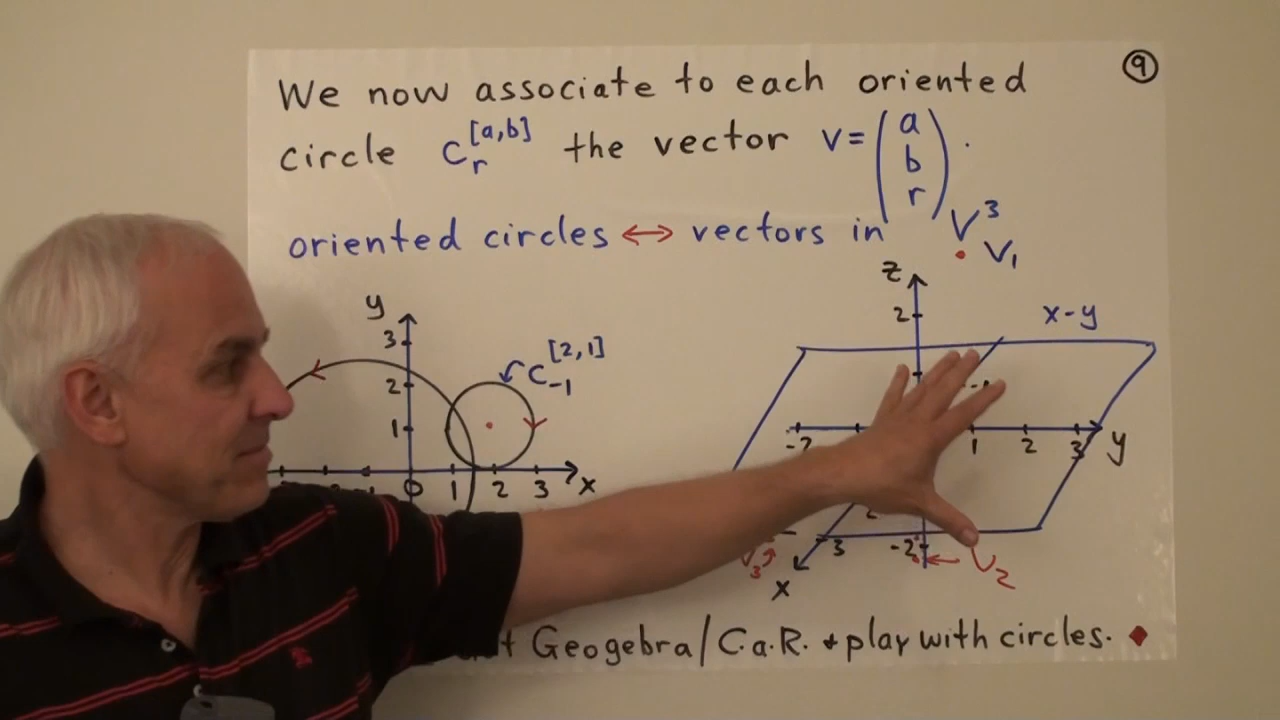 We now associate to each oriented ⑨
circle C_r^[a,b] the vector v = (a b r).
oriented circles ↔ vectors in V³
V₁
y
3
2
1
0 1 2 3 x
C_-1^[2,1]
z
2
x-y
-2 1 2 3 y
2
3
-2
x
V₃
V₂
Geogebra/C.a.R. + play with circles.